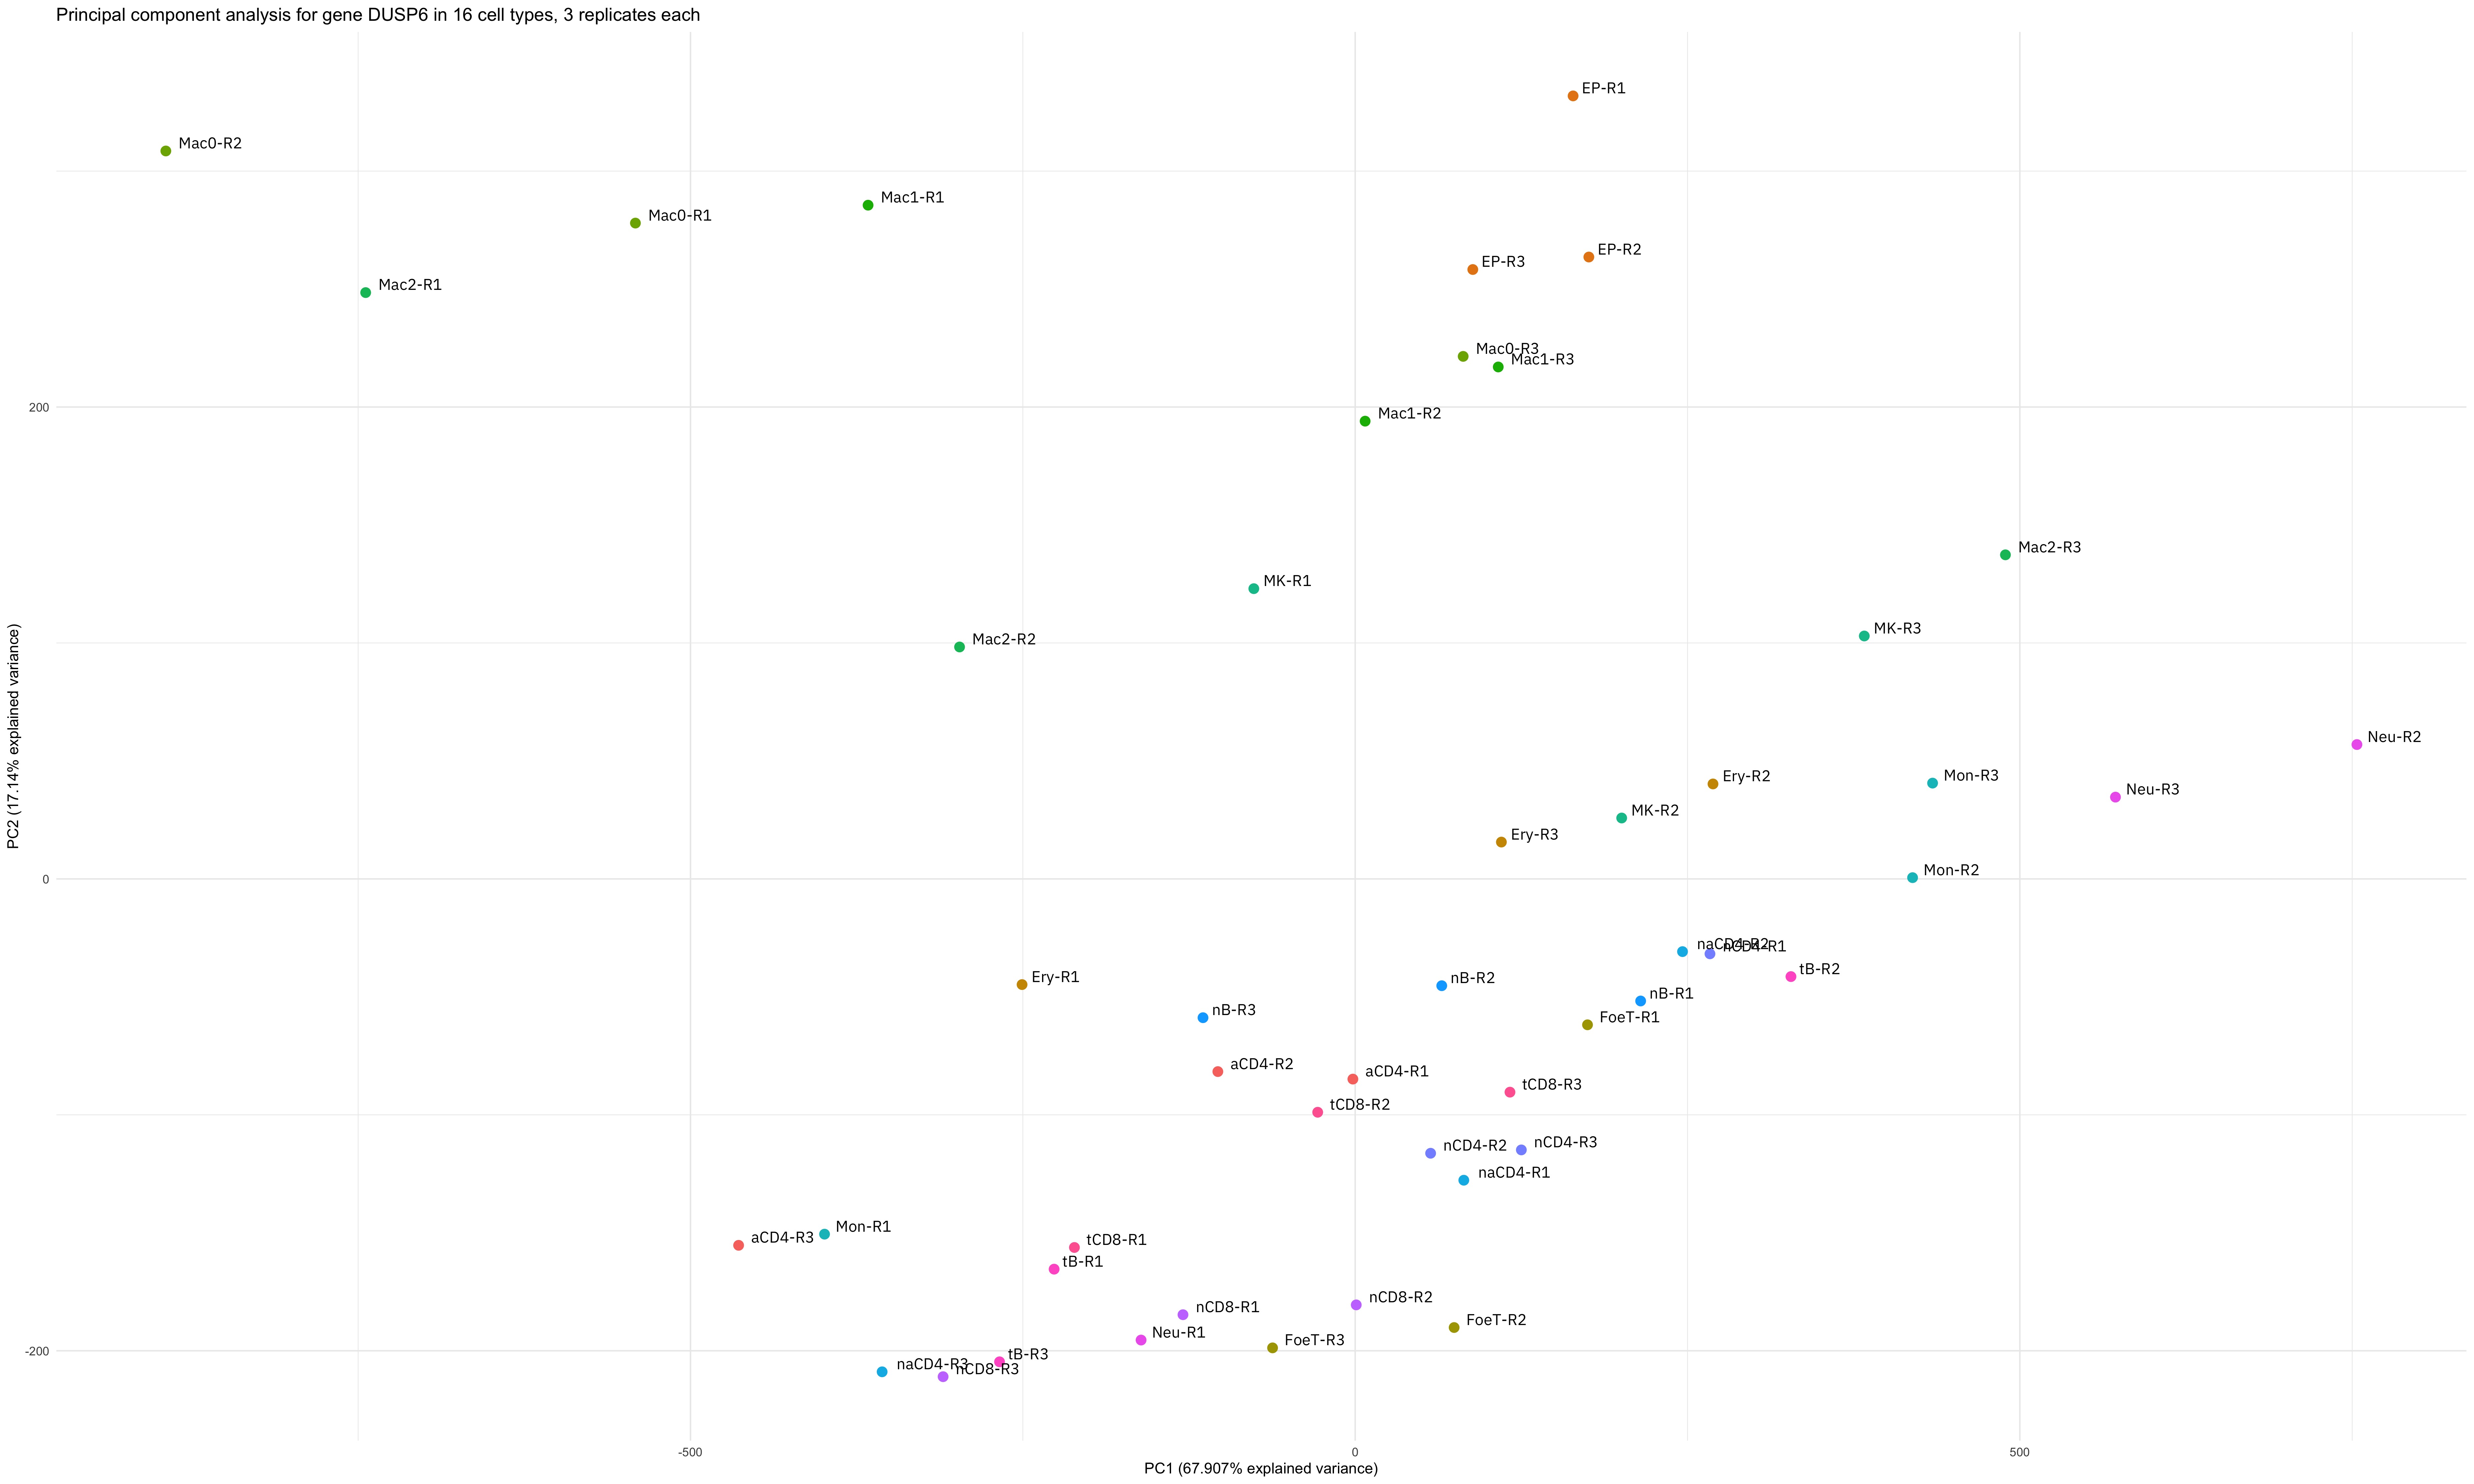 Principal component analysis for gene DUSP6 in 16 cell types, 3 replicates each
EP-R1
Mac0-R2
Mac1-R1
Mac0-R1
EP-R2
EP-R3
Mac2-R1
Mac0-R3
Mac1-R3
200
Mac1-R2
Mac2-R3
MK-R1
MK-R3
Mac2-R2
PC2 (17.14% explained variance)
Neu-R2
Ery-R2
Mon-R3
Neu-R3
MK-R2
Ery-R3
0
Mon-R2
naCD4-R2
nCD4-R1
tB-R2
Ery-R1
nB-R2
nB-R1
nB-R3
FoeT-R1
aCD4-R2
aCD4-R1
tCD8-R3
tCD8-R2
nCD4-R2
nCD4-R3
naCD4-R1
Mon-R1
aCD4-R3
tCD8-R1
tB-R1
nCD8-R1
nCD8-R2
FoeT-R2
Neu-R1
FoeT-R3
-200
tB-R3
naCD4-R3
nCD8-R3
-500
0
500
PC1 (67.907% explained variance)